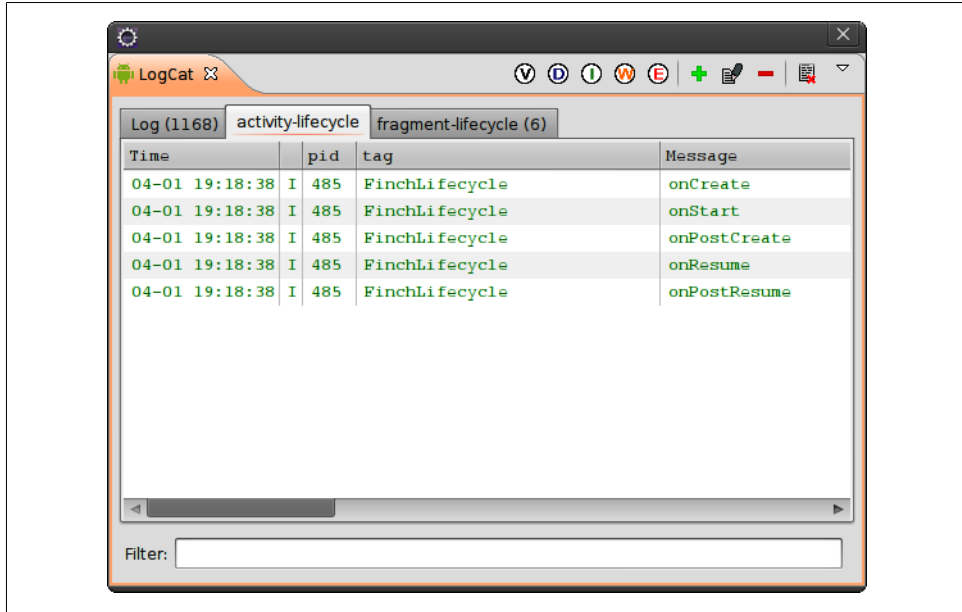 LogCat
V D I W E
Log (1168) activity-lifecycle fragment-lifecycle (6)
Time pid tag Message
04-01 19:18:38 I 485 FinchLifecycle onCreate
04-01 19:18:38 I 485 FinchLifecycle onStart
04-01 19:18:38 I 485 FinchLifecycle onPostCreate
04-01 19:18:38 I 485 FinchLifecycle onResume
04-01 19:18:38 I 485 FinchLifecycle onPostResume
Filter: